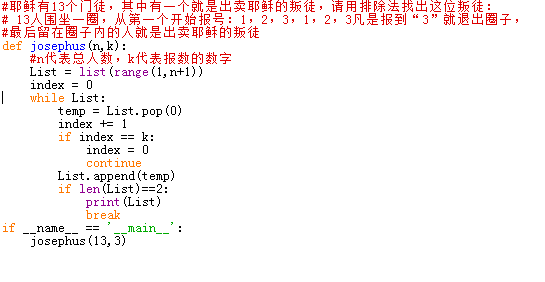 #耶稣有13个门徒，其中有一个就是出卖耶稣的叛徒，请用排除法找出这位叛徒：
# 13人围坐一圈，从第一个开始报号：1，2，3，1，2，3凡是报到“3”就退出圈子，
#最后留在圈子内的人就是出卖耶稣的叛徒
def josephus(n,k):
    #n代表总人数，k代表报数的数字
    List = list(range(1,n+1))
    index = 0
    while List:
        temp = List.pop(0)
        index += 1
        if index == k:
            index = 0
            continue
        List.append(temp)
        if len(List)==2:
            print(List)
            break
if __name__ == '__main__':
    josephus(13,3)